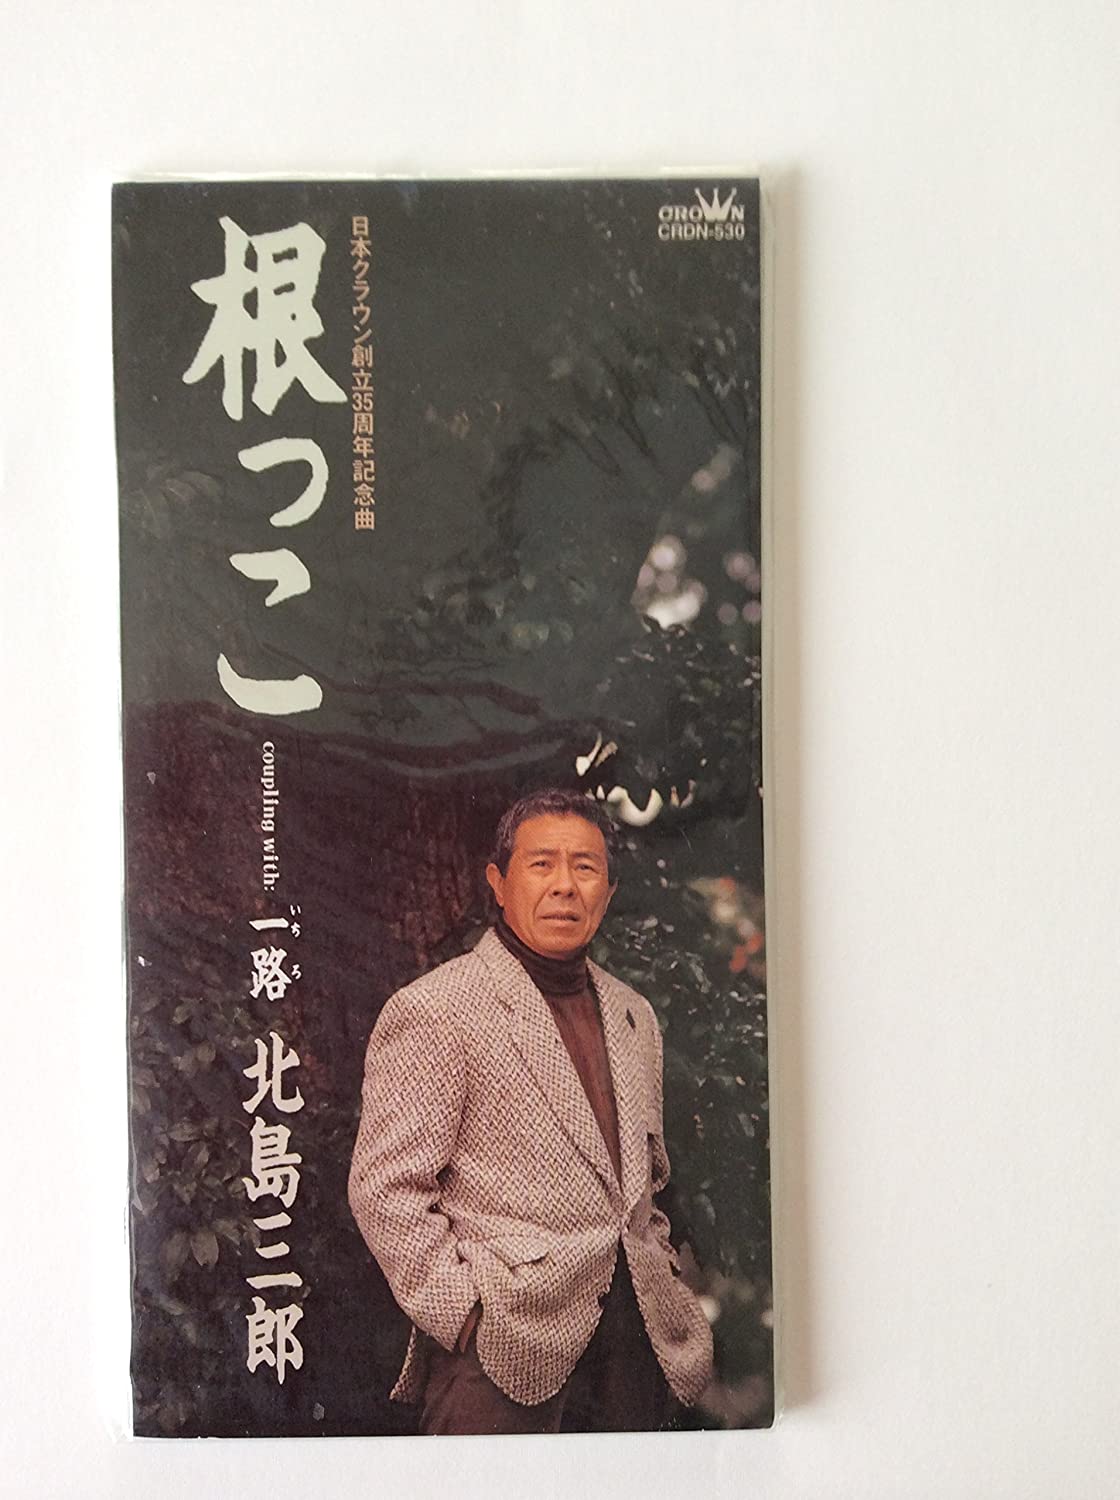 CROWN
CRDN-530
日本クラウン創立35周年記念曲
根っこ
coupling with:
一路
いちろ
北島三郎